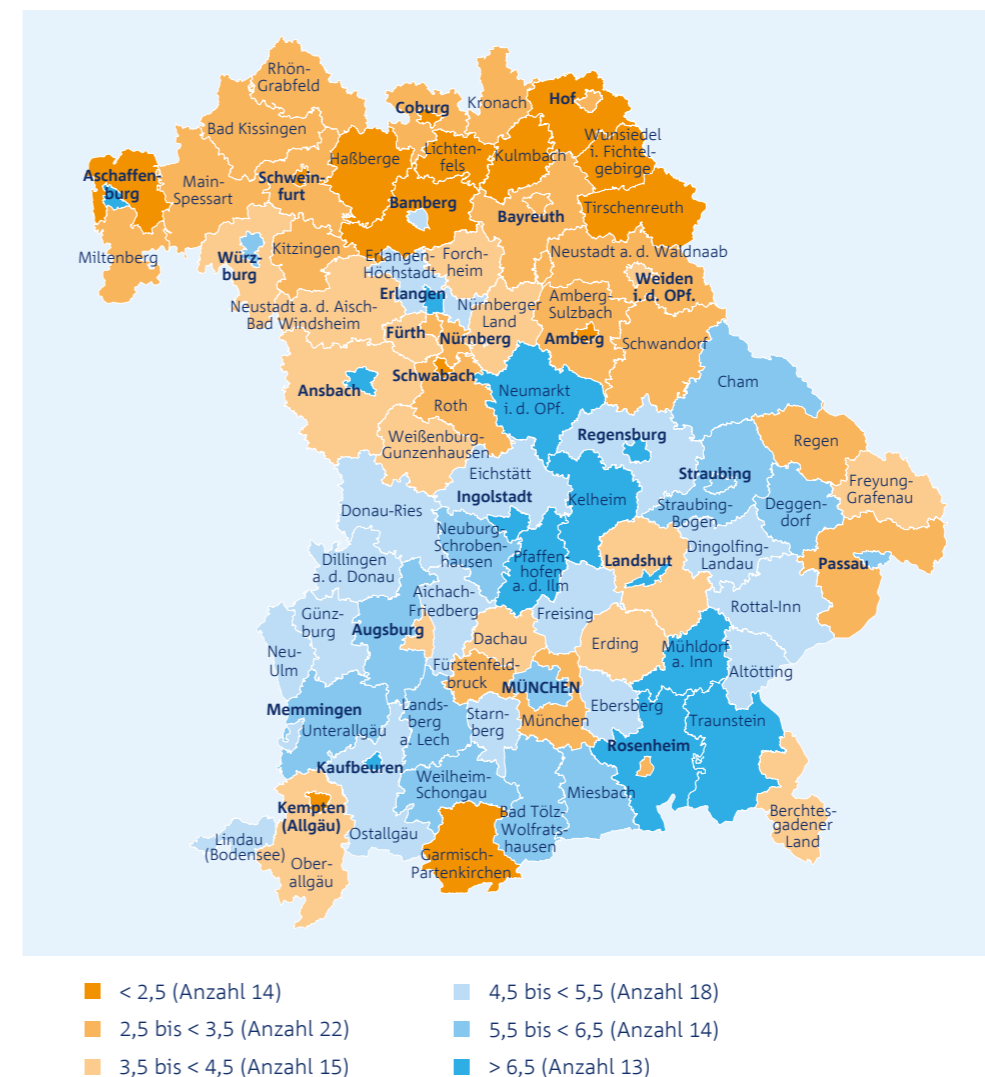 Rhön-
Grabfeld
Coburg
Kronach
Hof
Bad Kissingen
Wunsiedel
i. Fichtel-
gebirge
Haßberge
Lichten-
fels
Kulmbach
Aschaffen-
burg
Main-
Spessart
Schwein-
furt
Bamberg
Bayreuth
Tirschenreuth
Miltenberg
Würz-
burg
Kitzingen
Erlangen-
Höchstadt
Forch-
heim
Neustadt a. d. Waldnaab
Erlangen
Weiden
i. d. OPf.
Neustadt a. d. Aisch-
Bad Windsheim
Nürnberger
Land
Amberg-
Sulzbach
Fürth
Nürnberg
Amberg
Schwandorf
Ansbach
Schwabach
Roth
Neumarkt
i. d. OPf.
Cham
Weißenburg-
Gunzenhausen
Regensburg
Regen
Eichstätt
Ingolstadt
Kelheim
Straubing
Freyung-
Grafenau
Donau-Ries
Straubing-
Bogen
Deggen-
dorf
Neuburg-
Schroben-
hausen
Dillingen
a. d. Donau
Pfaffen-
hofen
a. d. Ilm
Landshut
Dingolfing-
Landau
Passau
Aichach-
Friedberg
Günz-
burg
Augsburg
Freising
Rottal-Inn
Neu-
Ulm
Dachau
Erding
Mühldorf
a. Inn
Altötting
Fürstenfeld-
bruck
MÜNCHEN
Memmingen
Unterallgäu
Lands-
berg
a. Lech
Starn-
berg
München
Ebersberg
Traunstein
Rosenheim
Kaufbeuren
Weilheim-
Schongau
Miesbach
Kempten
(Allgäu)
Bad Tölz-
Wolfrats-
hausen
Berchtes-
gadener
Land
Lindau
(Bodensee)
Ostallgäu
Ober-
allgäu
Garmisch-
Partenkirchen
< 2,5 (Anzahl 14)
2,5 bis < 3,5 (Anzahl 22)
3,5 bis < 4,5 (Anzahl 15)
4,5 bis < 5,5 (Anzahl 18)
5,5 bis < 6,5 (Anzahl 14)
> 6,5 (Anzahl 13)